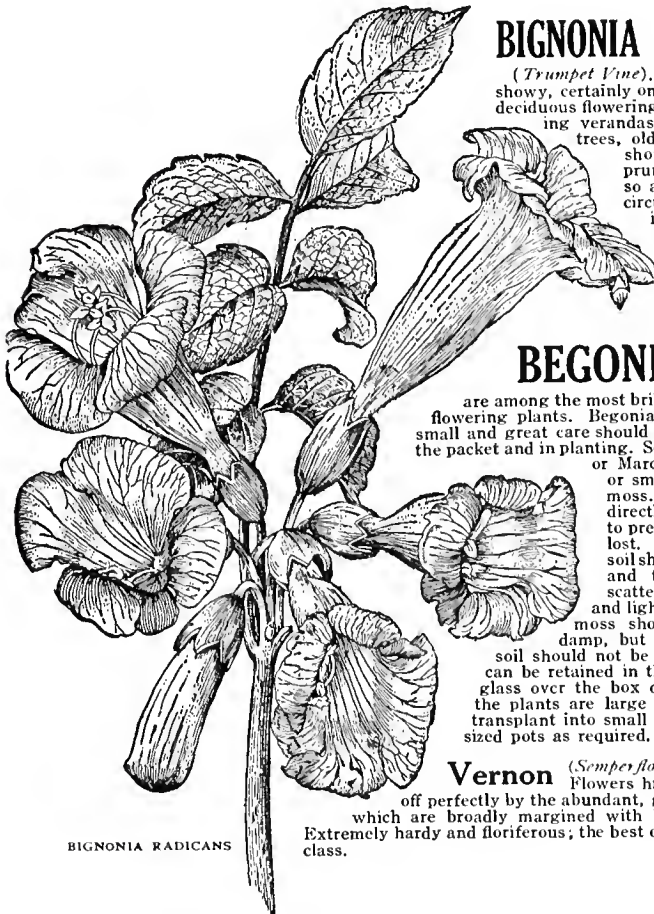 BIGNONIA
(Trumpet Vine).
showy, certainly on
deciduous flowering
ing verandas
trees, old
sho
prun
so a
circ
i
BEGONI
are among the most bri
flowering plants. Begonia
small and great care should
the packet and in planting. S
or Marc
or sm
moss.
directl
to pre
lost.
soil sh
and t
scatte
and ligh
moss sho
damp, but
soil should not be
can be retained in t
glass over the box o
the plants are large
transplant into small
sized pots as required.
Vernon (Semperflo
Flowers h
off perfectly by the abundant, g
which are broadly margined with
Extremely hardy and floriferous; the best o
class.
BIGNONIA RADICANS